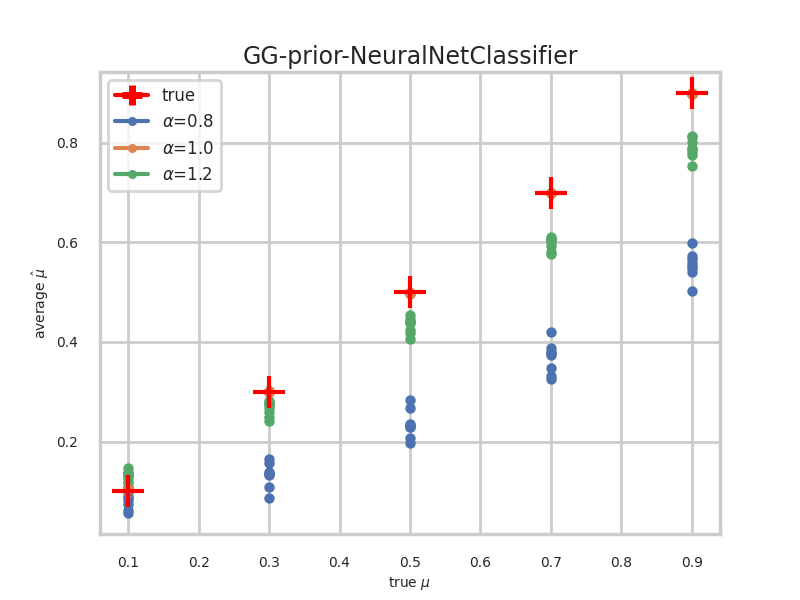 GG-prior-NeuralNetClassifier
true
α=0.8
α=1.0
α=1.2
0.8
0.6
0.4
0.2
average μ̂
0.1 0.2 0.3 0.4 0.5 0.6 0.7 0.8 0.9
true μ